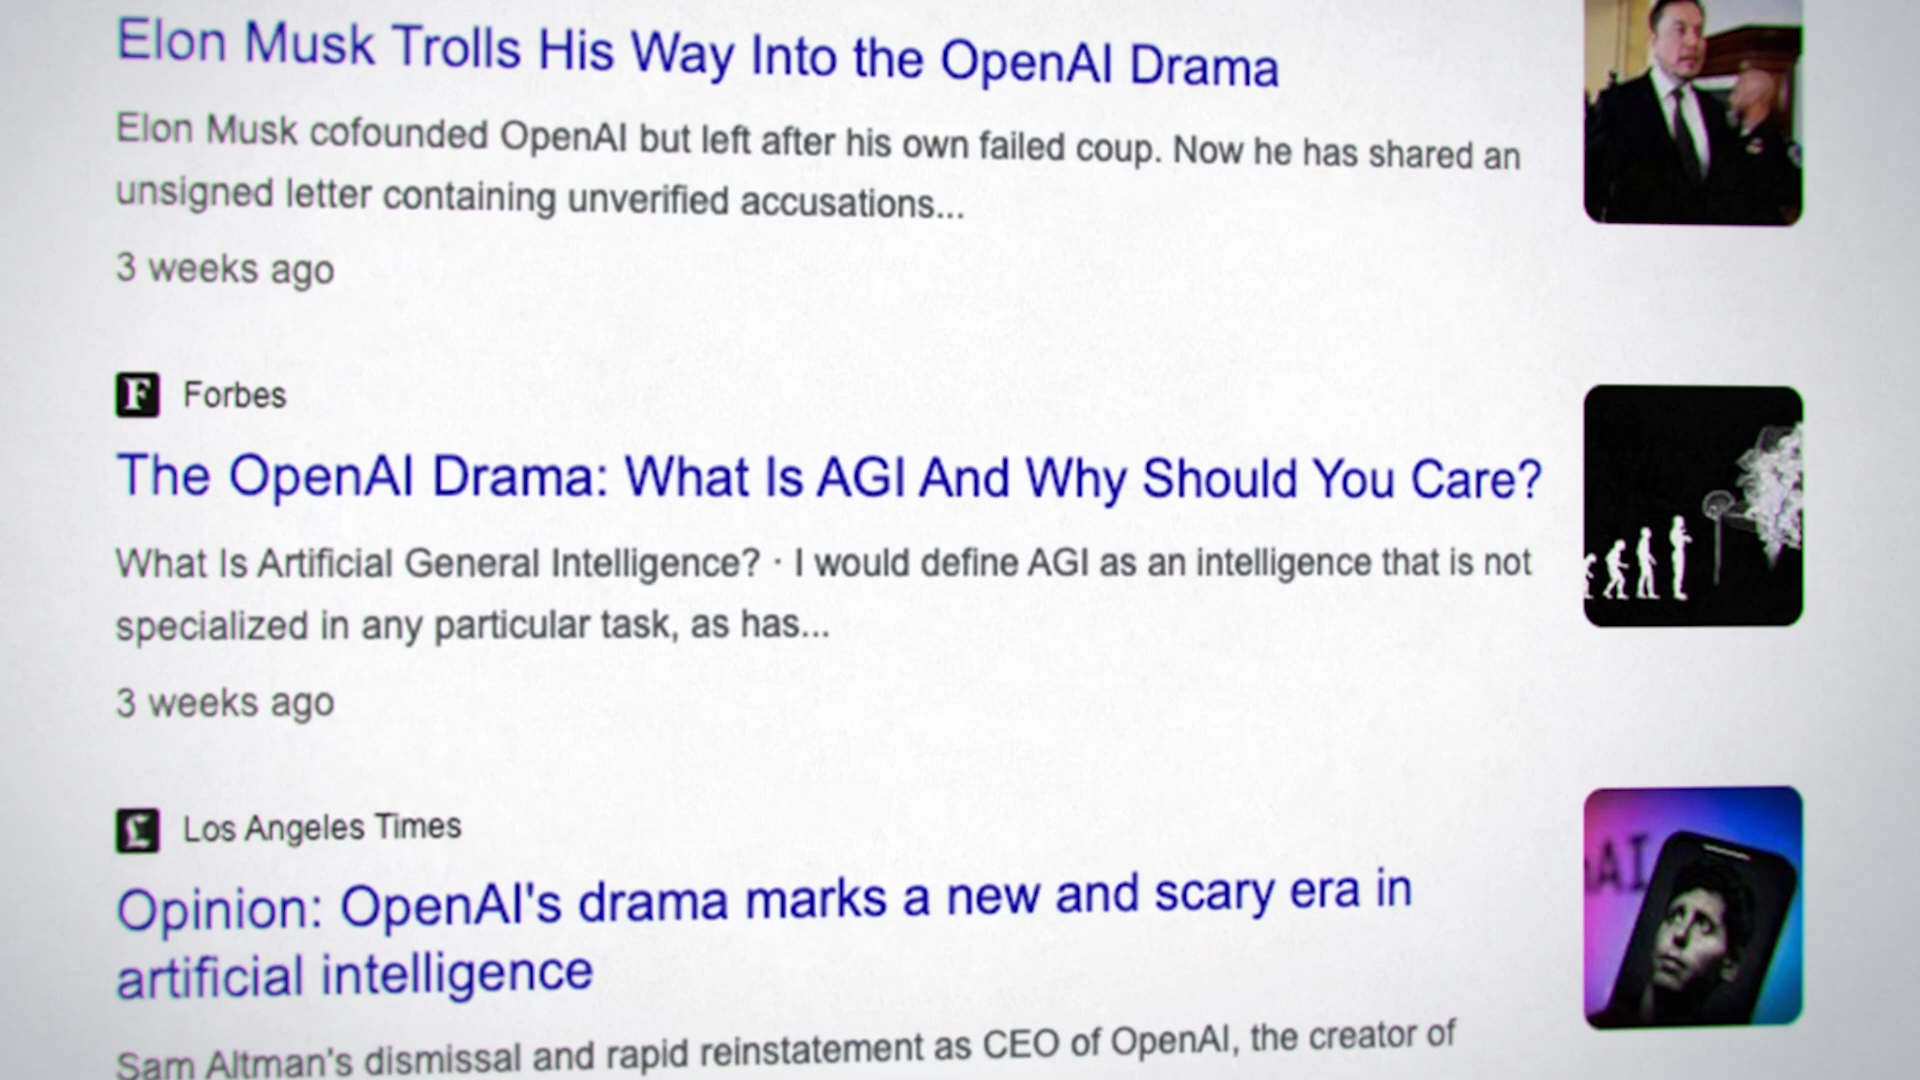 Elon Musk Trolls His Way Into the OpenAI Drama
Elon Musk cofounded OpenAI but left after his own failed coup. Now he has shared an
unsigned letter containing unverified accusations...
3 weeks ago
F Forbes
The OpenAI Drama: What Is AGI And Why Should You Care?
What Is Artificial General Intelligence? · I would define AGI as an intelligence that is not
specialized in any particular task, as has...
3 weeks ago
L Los Angeles Times
Opinion: OpenAI's drama marks a new and scary era in
artificial intelligence
AI
Sam Altman's dismissal and rapid reinstatement as CEO of OpenAI, the creator of